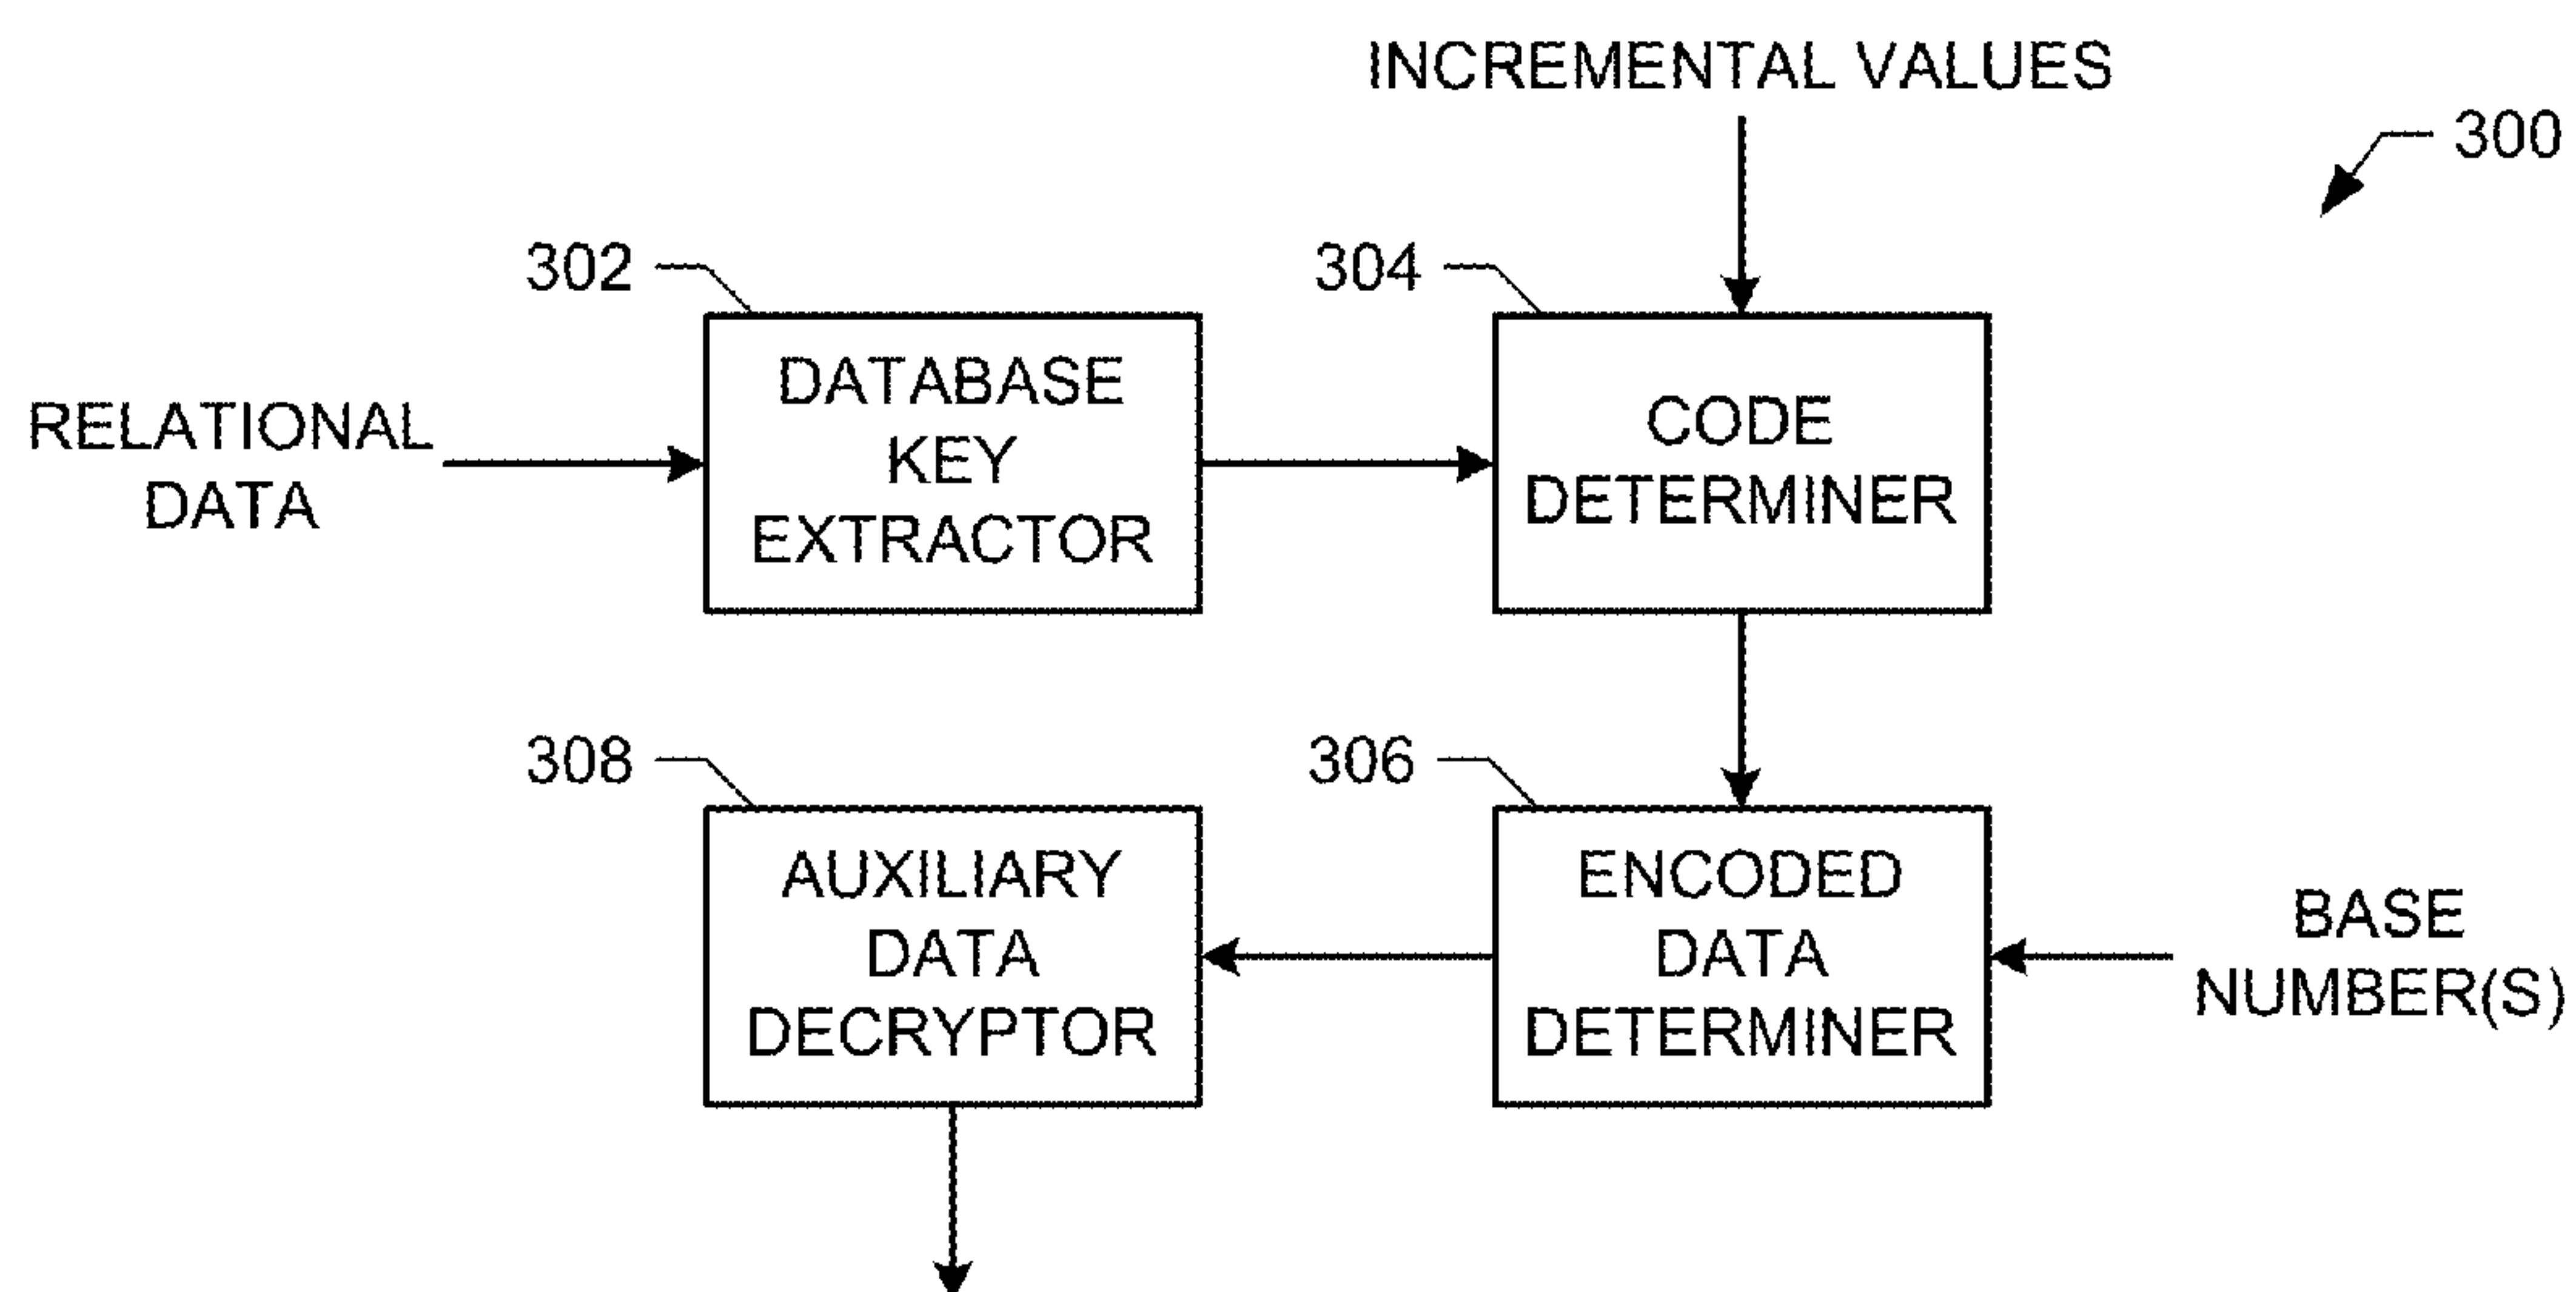 INCREMENTAL VALUES
300
302
304
RELATIONAL
DATA
DATABASE
KEY
EXTRACTOR
CODE
DETERMINER
308
306
AUXILIARY
DATA
DECRYPTOR
ENCODED
DATA
DETERMINER
BASE
NUMBER(S)